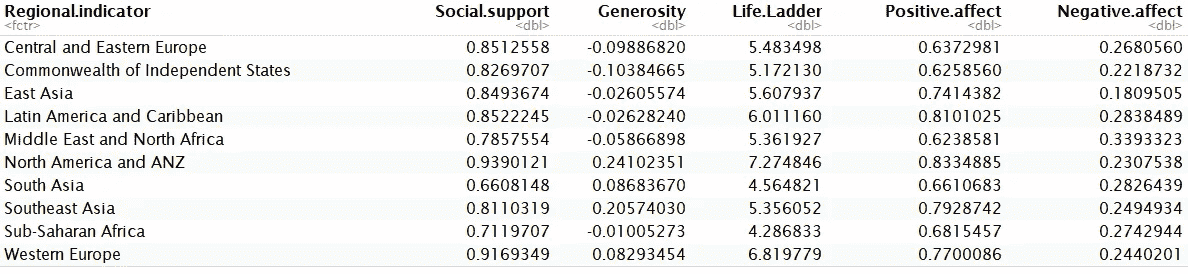 Regional.indicator Social.support Generosity Life.Ladder Positive.affect Negative.affect
<fctr> <dbl> <dbl> <dbl> <dbl> <dbl>
Central and Eastern Europe 0.8512558 -0.09886820 5.483498 0.6372981 0.2680560
Commonwealth of Independent States 0.8269707 -0.10384665 5.172130 0.6258560 0.2218732
East Asia 0.8493674 -0.02605574 5.607937 0.7414382 0.1809505
Latin America and Caribbean 0.8522245 -0.02628240 6.011160 0.8101025 0.2838489
Middle East and North Africa 0.7857554 -0.05866898 5.361927 0.6238581 0.3393323
North America and ANZ 0.9390121 0.24102351 7.274846 0.8334885 0.2307538
South Asia 0.6608148 0.08683670 4.564821 0.6610683 0.2826439
Southeast Asia 0.8110319 0.20574030 5.356052 0.7928742 0.2494934
Sub-Saharan Africa 0.7119707 -0.01005273 4.286833 0.6815457 0.2742944
Western Europe 0.9169349 0.08293454 6.819779 0.7700086 0.2440201